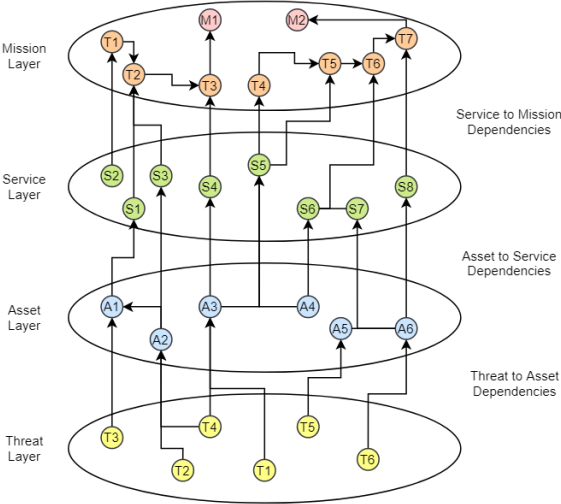 M1
M2
T1
T7
Mission
Layer
T2
T3
T4
T5
T6
Service to Mission
Dependencies
S5
S2
S3
S4
S8
Service
Layer
S1
S6
S7
Asset to Service
Dependencies
A1
A3
A4
Asset
Layer
A2
A5
A6
Threat to Asset
Dependencies
T3
T4
T5
Threat
Layer
T2
T1
T6